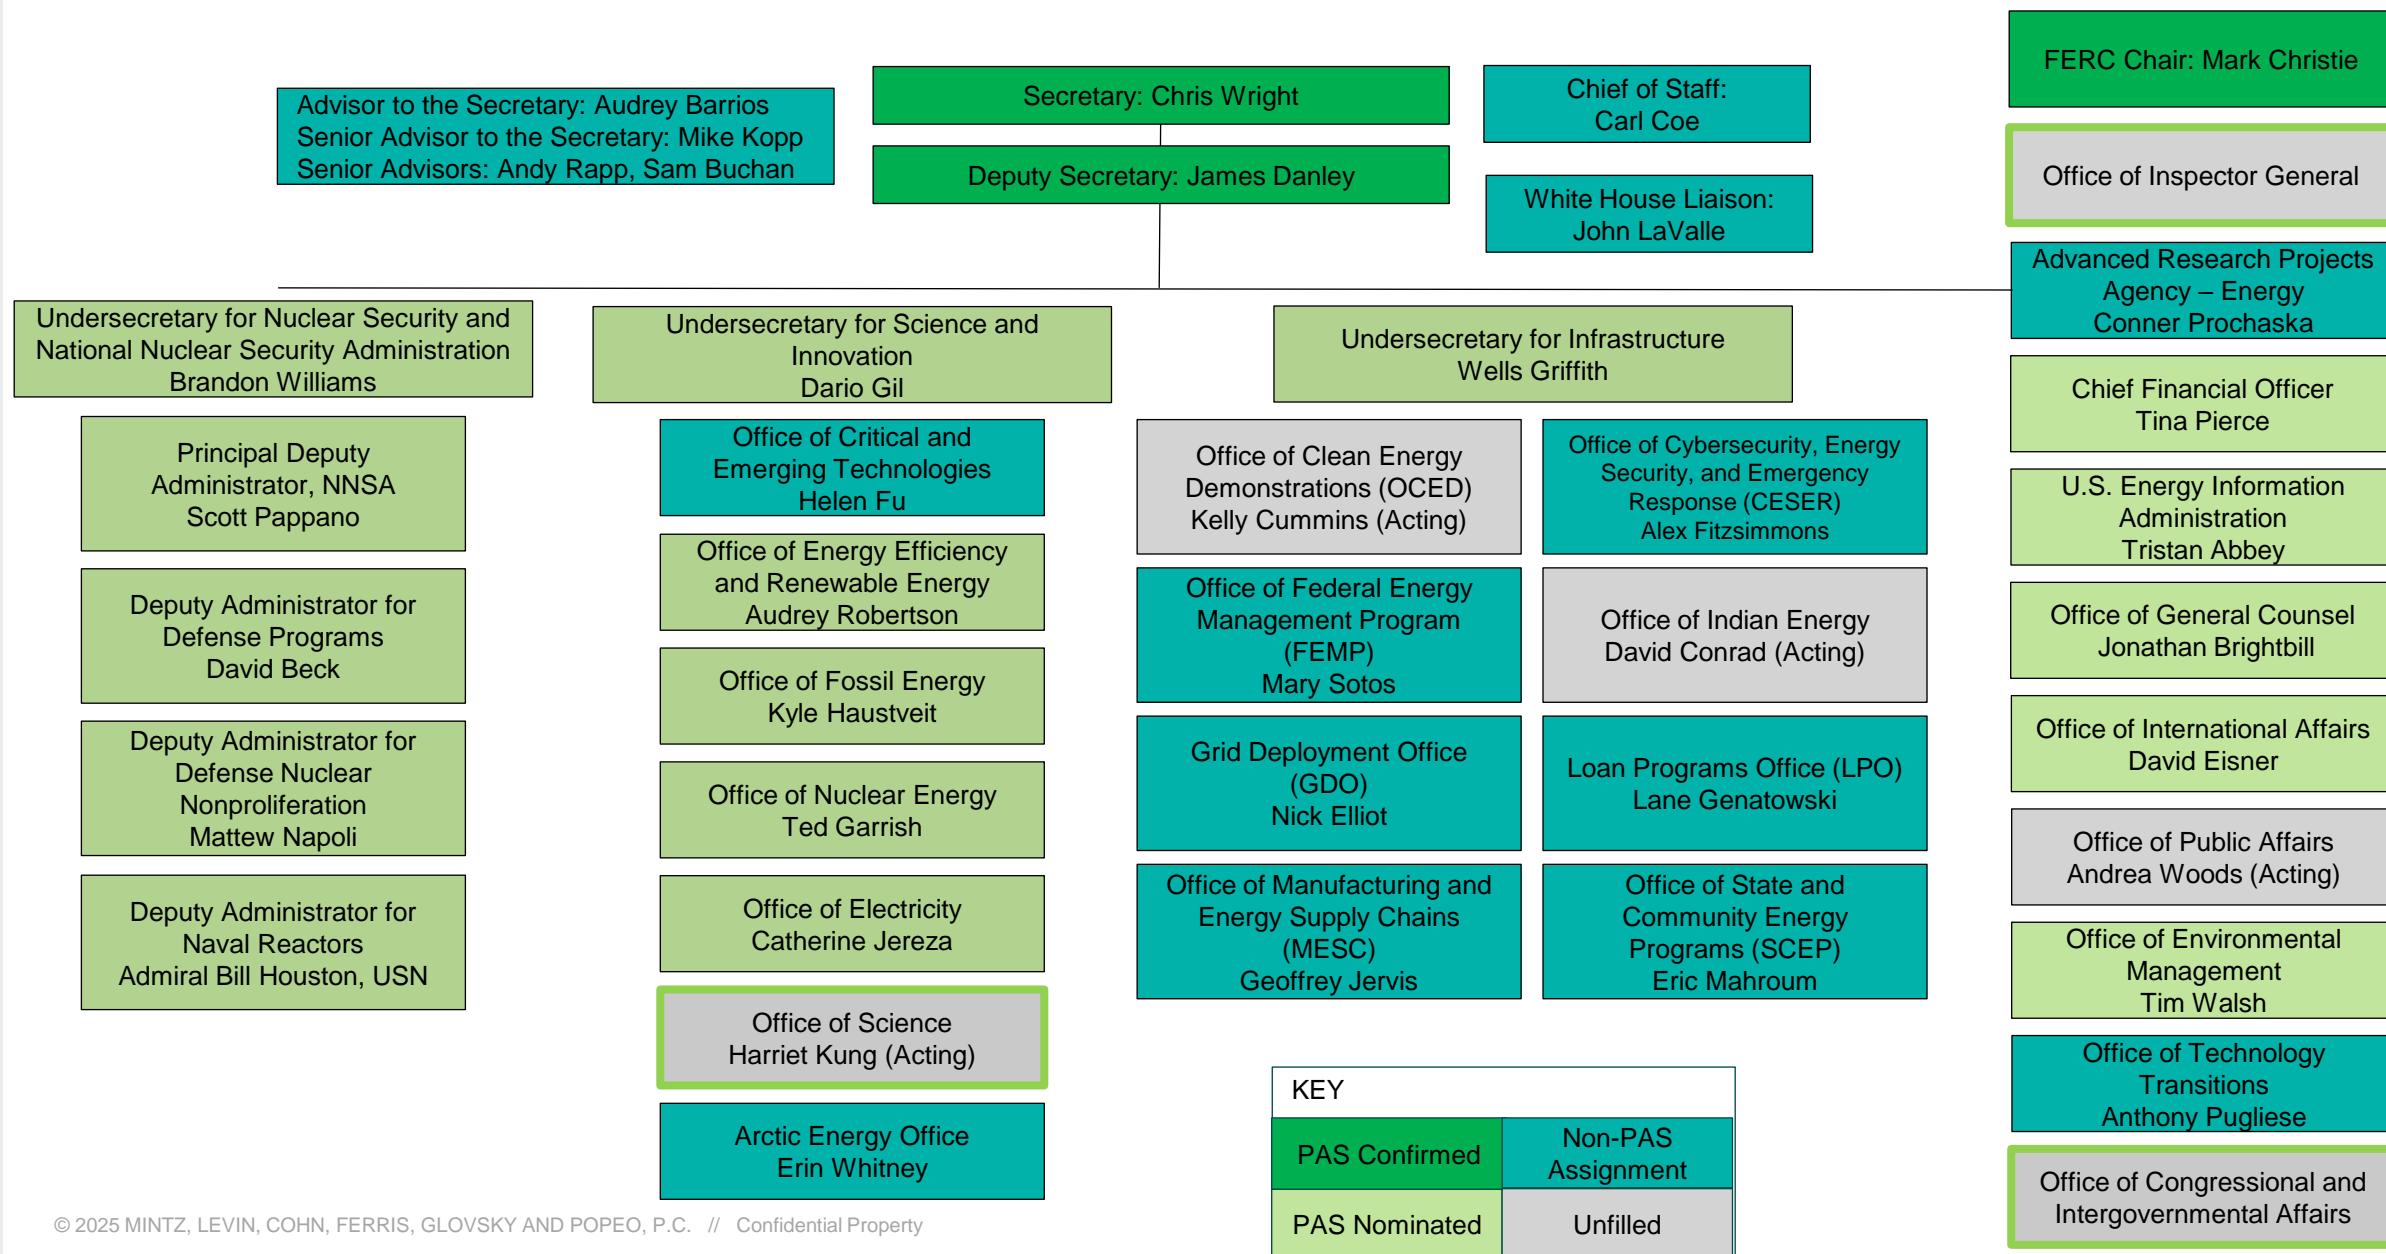 FERC Chair: Mark Christie
Advisor to the Secretary: Audrey Barrios
Senior Advisor to the Secretary: Mike Kopp
Senior Advisors: Andy Rapp, Sam Buchan
Secretary: Chris Wright
Deputy Secretary: James Danley
Chief of Staff:
Carl Coe
White House Liaison:
John LaValle
Office of Inspector General
Advanced Research Projects
Agency – Energy
Conner Prochaska
Undersecretary for Nuclear Security and
National Nuclear Security Administration
Brandon Williams
Principal Deputy
Administrator, NNSA
Scott Pappano
Deputy Administrator for
Defense Programs
David Beck
Deputy Administrator for
Defense Nuclear
Nonproliferation
Mattew Napoli
Deputy Administrator for
Naval Reactors
Admiral Bill Houston, USN
Undersecretary for Science and
Innovation
Dario Gil
Office of Critical and
Emerging Technologies
Helen Fu
Office of Energy Efficiency
and Renewable Energy
Audrey Robertson
Office of Fossil Energy
Kyle Haustveit
Office of Nuclear Energy
Ted Garrish
Office of Electricity
Catherine Jereza
Office of Science
Harriet Kung (Acting)
Arctic Energy Office
Erin Whitney
Undersecretary for Infrastructure
Wells Griffith
Office of Clean Energy
Demonstrations (OCED)
Kelly Cummins (Acting)
Office of Federal Energy
Management Program
(FEMP)
Mary Sotos
Grid Deployment Office
(GDO)
Nick Elliot
Office of Manufacturing and
Energy Supply Chains
(MESC)
Geoffrey Jervis
Office of Cybersecurity, Energy
Security, and Emergency
Response (CESER)
Alex Fitzsimmons
Office of Indian Energy
David Conrad (Acting)
Loan Programs Office (LPO)
Lane Genatowski
Office of State and
Community Energy
Programs (SCEP)
Eric Mahroum
Chief Financial Officer
Tina Pierce
U.S. Energy Information
Administration
Tristan Abbey
Office of General Counsel
Jonathan Brightbill
Office of International Affairs
David Eisner
Office of Public Affairs
Andrea Woods (Acting)
Office of Environmental
Management
Tim Walsh
Office of Technology
Transitions
Anthony Pugliese
Office of Congressional and
Intergovernmental Affairs
KEY
PAS Confirmed
Non-PAS
Assignment
PAS Nominated
Unfilled
© 2025 MINTZ, LEVIN, COHN, FERRIS, GLOVSKY AND POPEO, P.C. // Confidential Property